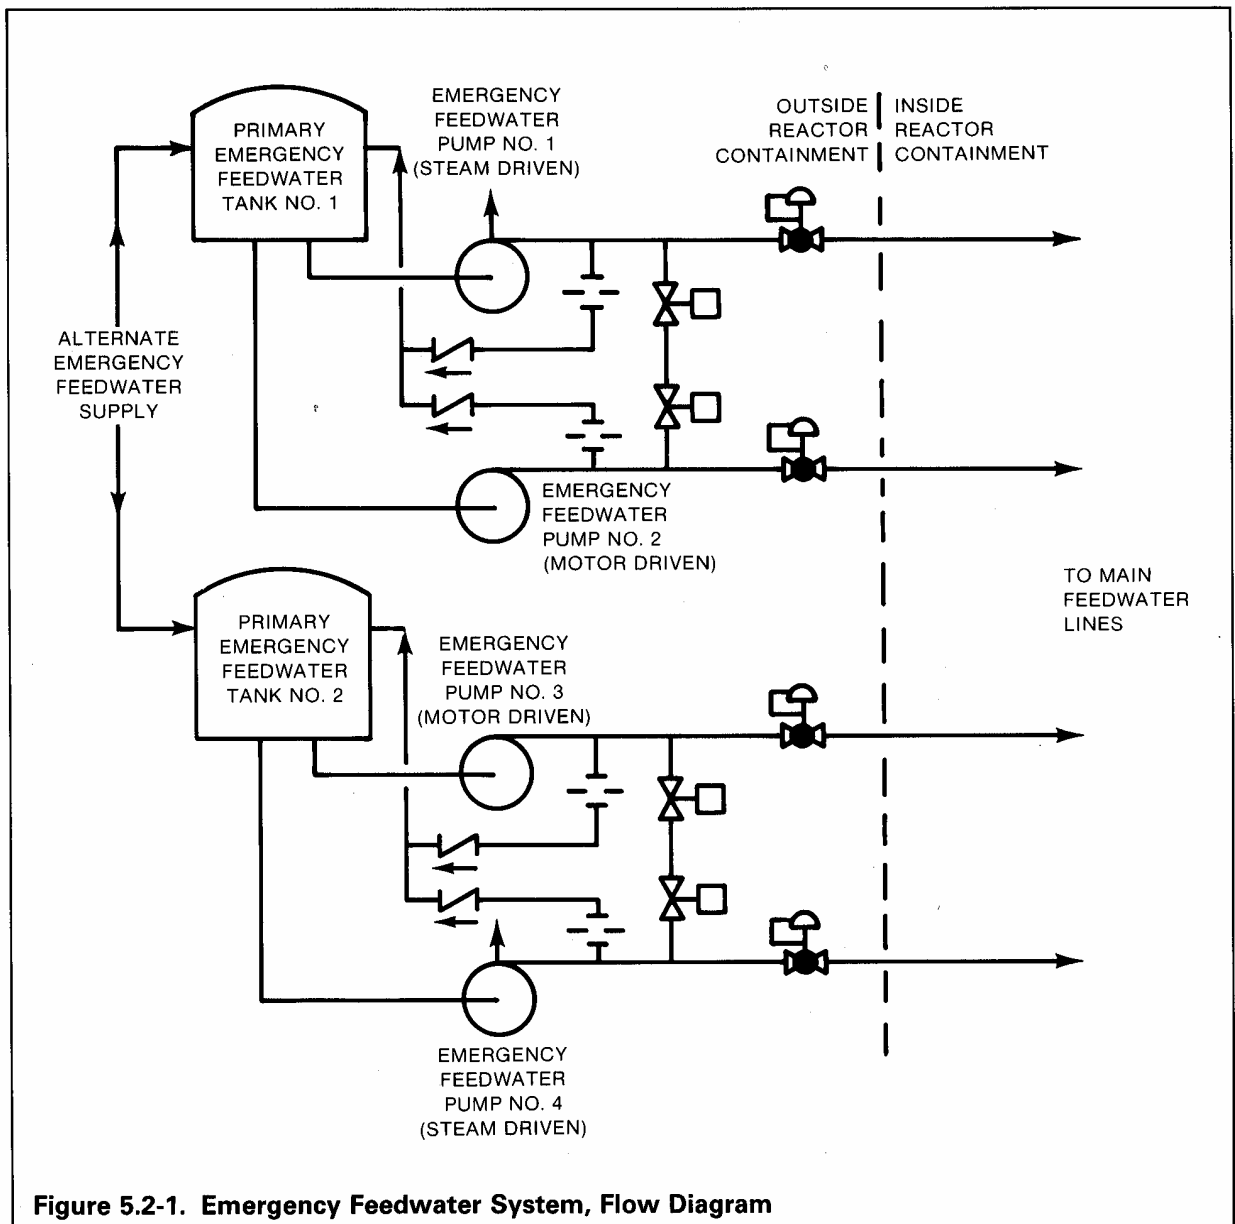 EMERGENCY
FEEDWATER
PUMP NO. 1
(STEAM DRIVEN)
OUTSIDE
REACTOR
CONTAINMENT
INSIDE
REACTOR
CONTAINMENT
PRIMARY
EMERGENCY
FEEDWATER
TANK NO. 1
ALTERNATE
EMERGENCY
FEEDWATER
SUPPLY
EMERGENCY
FEEDWATER
PUMP NO. 2
(MOTOR DRIVEN)
TO MAIN
FEEDWATER
LINES
PRIMARY
EMERGENCY
FEEDWATER
TANK NO. 2
EMERGENCY
FEEDWATER
PUMP NO. 3
(MOTOR DRIVEN)
EMERGENCY
FEEDWATER
PUMP NO. 4
(STEAM DRIVEN)
Figure 5.2-1. Emergency Feedwater System, Flow Diagram